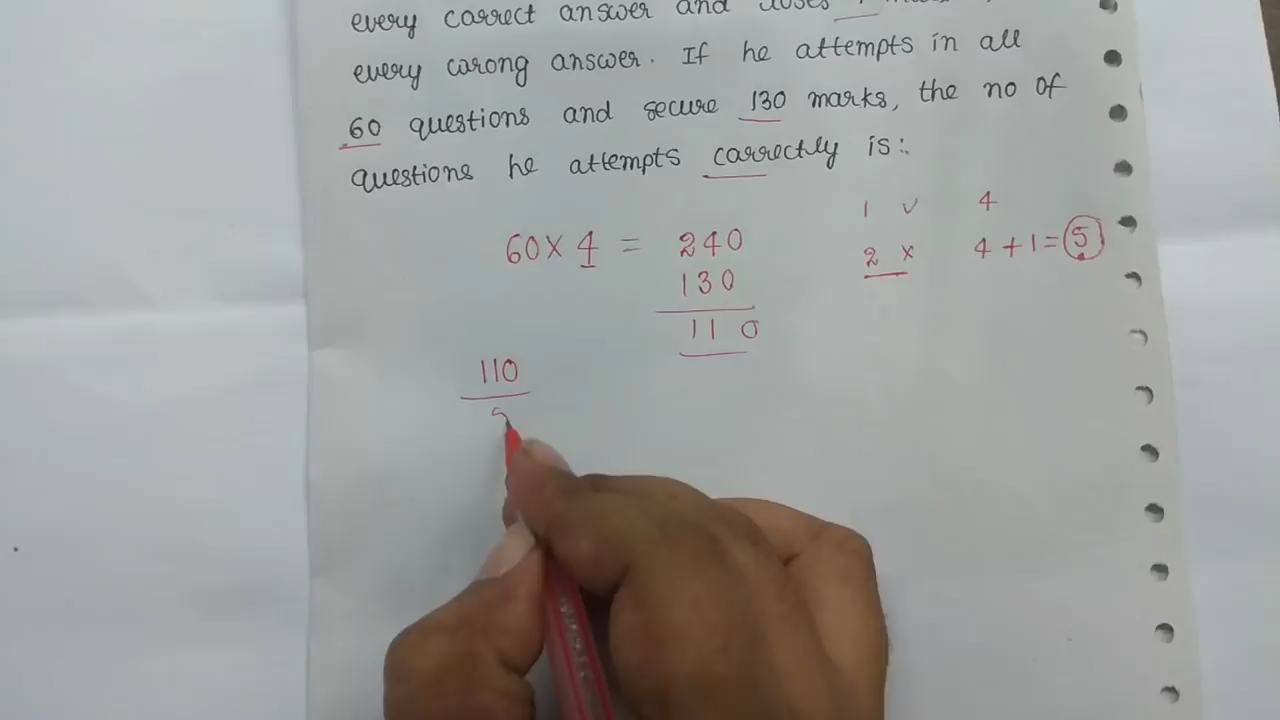 every correct answer and
every wrong answer. If he attempts in all
60 questions and secure 130 marks, the no of
questions he attempts correctly is:
1 ✓ 4
60 x 4 = 240
2 x 4 + 1 = 5
130
110
110